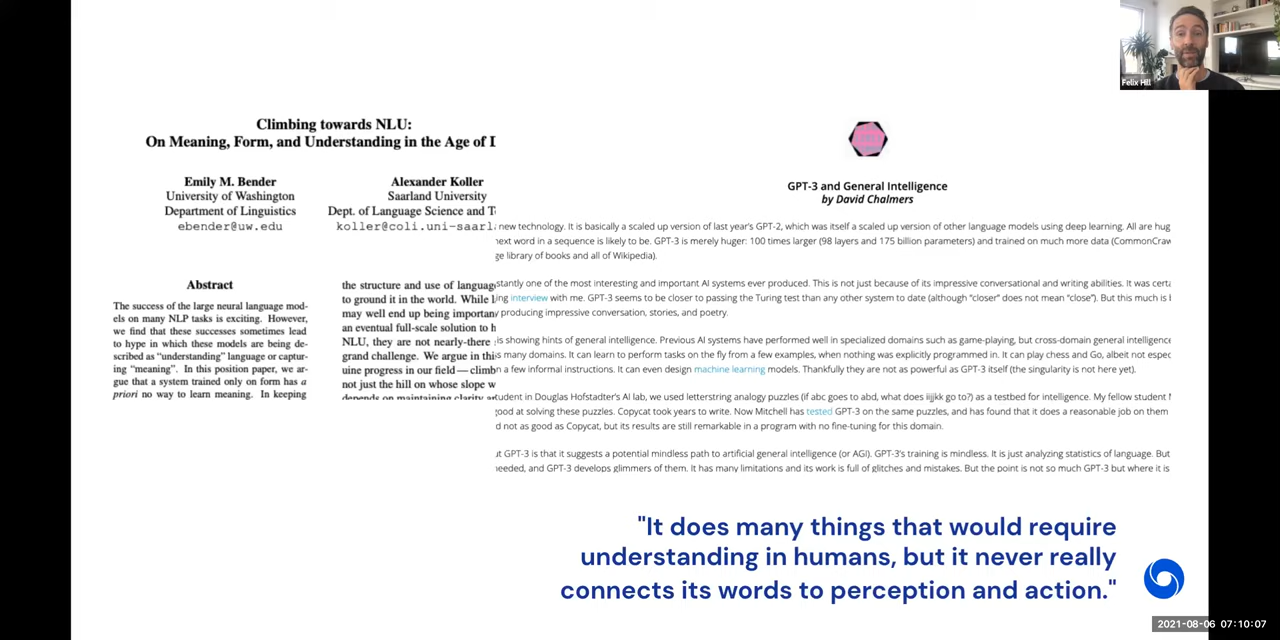 Felix Hill
Climbing towards NLU:
On Meaning, Form, and Understanding in the Age of
Emily M. Bender
University of Washington
Department of Linguistics
ebender@uw.edu
Alexander Koller
Saarland University
Dept. of Language Science and
koller@coli.uni-saarl
Abstract
The success of the large neural language mod-
els on many NLP tasks is exciting. However,
we find that these successes sometimes lead
to hype in which these models are being de-
scribed as “understanding” language or captur-
ing “meaning”. In this position paper, we ar-
gue that a system trained only on form has a
priori no way to learn meaning. In keeping
the structure and use of language
to ground it in the world. While
may well end up being
an eventual full-scale solution to
NLU, they are not nearly-there
grand challenge. We argue in
uine progress in our field — climb
not just the hill on whose slope
depends on maintaining clarity
GPT-3 and General Intelligence
by David Chalmers
new technology. It is basically a scaled up version of last year's GPT-2, which was itself a scaled up version of other language models using deep learning. All are
next word in a sequence is likely to be. GPT-3 is merely huger: 100 times larger (98 layers and 175 billion parameters) and trained on much more data
library of books and all of Wikipedia).
one of the most interesting and important AI systems ever produced. This is not just because of its impressive conversational and writing abilities. It was
interview with me. GPT-3 seems to be closer to passing the Turing test than any other system to date (although “closer” does not mean “close”). But this much is
producing impressive conversation, stories, and poetry.
is showing hints of general intelligence. Previous AI systems have performed well in specialized domains such as game-playing, but cross-domain general intelligence
many domains. It can learn to perform tasks on the fly from a few examples, when nothing was explicitly programmed in. It can play chess and Go, albeit not
a few informal instructions. It can even design machine learning models. Thankfully they are not as powerful as GPT-3 itself (the singularity is not here yet).
student in Douglas Hofstadter's AI lab, we used letterstring analogy puzzles (if abc goes to abd, what does iijjkk go to?) as a testbed for intelligence. My fellow student
good at solving these puzzles. Copycat took years to write. Now Mitchell has tested GPT-3 on the same puzzles, and has found that it does a reasonable job on them
not as good as Copycat, but its results are still remarkable in a program with no fine-tuning for this domain.
GPT-3 is that it suggests a potential mindless path to artificial general intelligence (or AGI). GPT-3's training is mindless. It is just analyzing statistics of language. But
needed, and GPT-3 develops glimmers of them. It has many limitations and its work is full of glitches and mistakes. But the point is not so much GPT-3 but where it is
"It does many things that would require
understanding in humans, but it never really
connects its words to perception and action."
2021-08-06 07:10:07